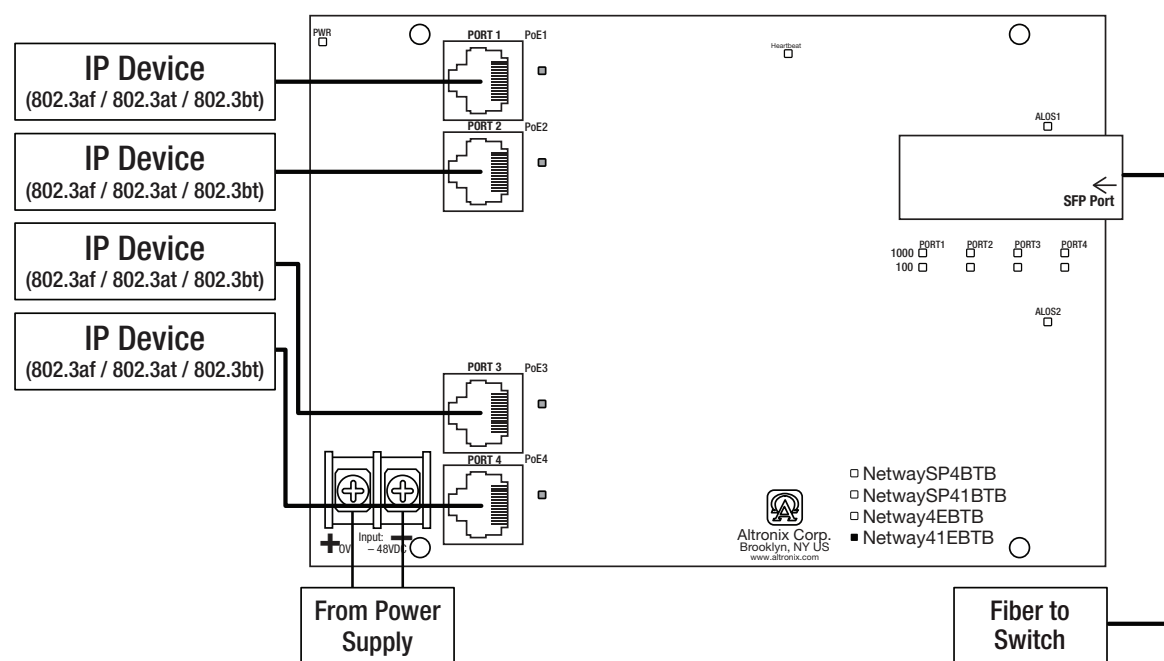 PWR
PORT 1
PoE1
Heartbeat
IP Device
(802.3af / 802.3at / 802.3bt)
ALOS1
PORT 2
PoE2
IP Device
(802.3af / 802.3at / 802.3bt)
SFP Port
IP Device
(802.3af / 802.3at / 802.3bt)
PORT1 PORT2 PORT3 PORT4
1000
100
ALOS2
IP Device
(802.3af / 802.3at / 802.3bt)
PORT 3
PoE3
PORT 4
PoE4
NetwaySP4BTB
NetwaySP41BTB
Netway4EBTB
Netway41EBTB
Altronix Corp.
Brooklyn, NY US
www.altronix.com
+ Input: –
0V – 48VDC
From Power
Supply
Fiber to
Switch